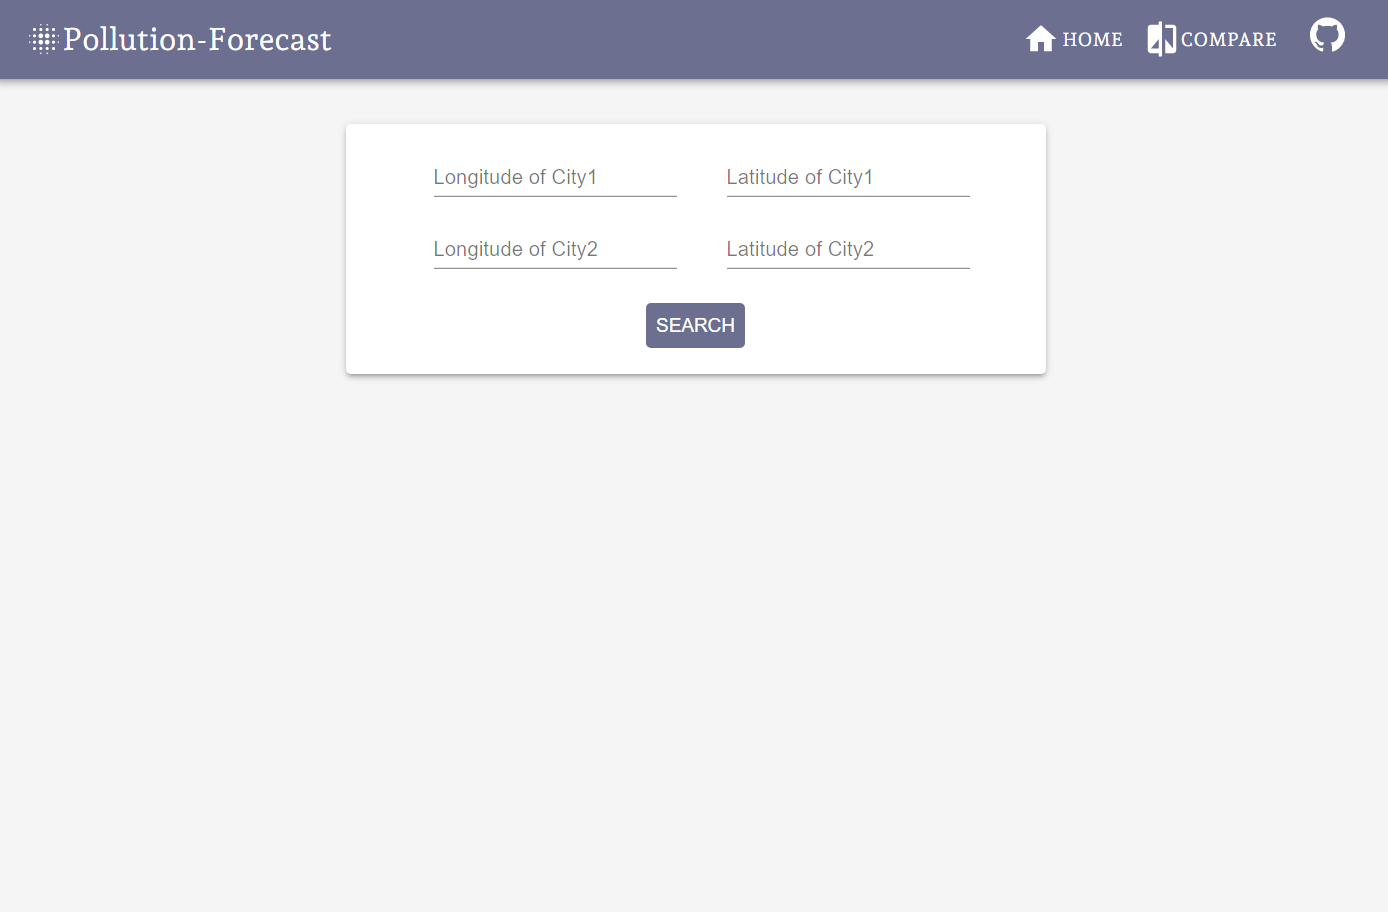 Pollution-Forecast HOME COMPARE
Longitude of City1 Latitude of City1
Longitude of City2 Latitude of City2
SEARCH